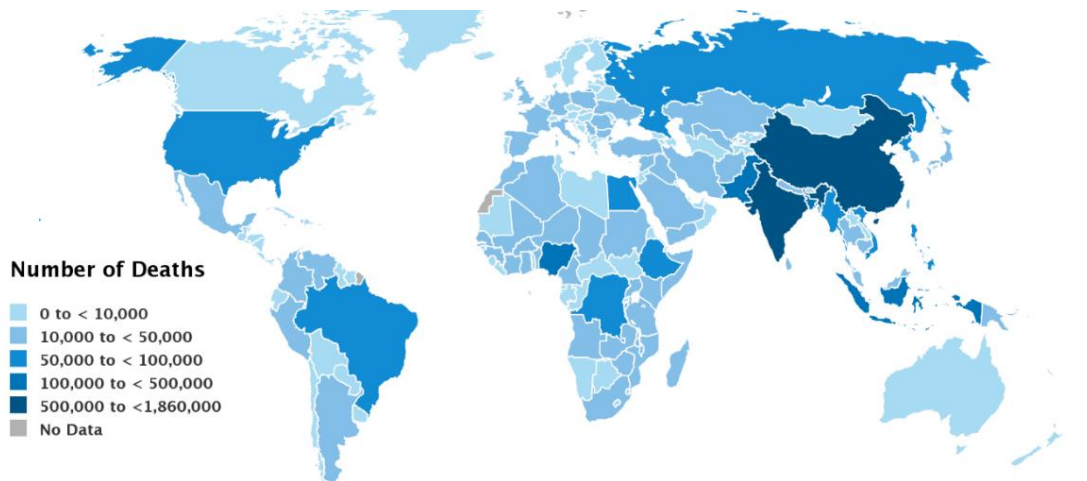 Number of Deaths
0 to < 10,000
10,000 to < 50,000
50,000 to < 100,000
100,000 to < 500,000
500,000 to <1,860,000
No Data